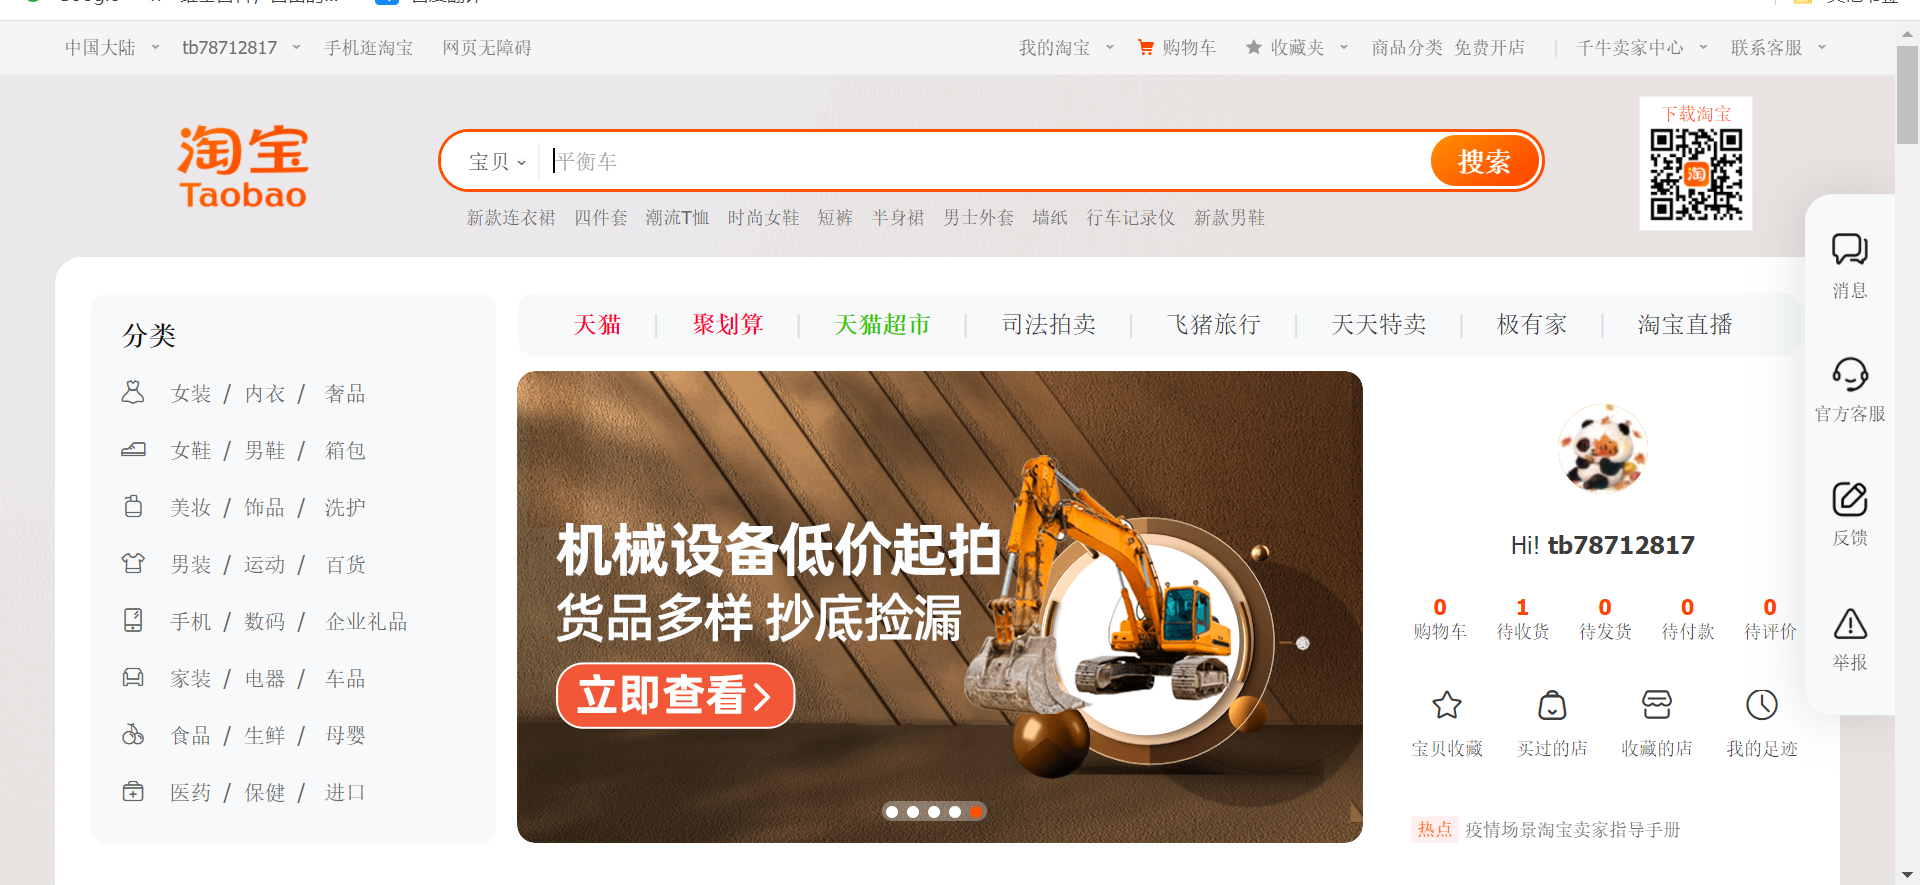 中国大陆 tb78712817 手机逛淘宝 网页无障碍 我的淘宝 购物车 收藏夹 商品分类 免费开店 千牛卖家中心 联系客服
淘宝
Taobao
宝贝 平衡车 搜索
新款连衣裙 四件套 潮流T恤 时尚女鞋 短裤 半身裙 男士外套 墙纸 行车记录仪 新款男鞋
下载淘宝
淘
分类
女装 / 内衣 / 奢品
女鞋 / 男鞋 / 箱包
美妆 / 饰品 / 洗护
男装 / 运动 / 百货
手机 / 数码 / 企业礼品
家装 / 电器 / 车品
食品 / 生鲜 / 母婴
医药 / 保健 / 进口
天猫 聚划算 天猫超市 司法拍卖 飞猪旅行 天天特卖 极有家 淘宝直播
机械设备低价起拍
货品多样 抄底捡漏
立即查看>
Hi! tb78712817
0 1 0 0 0
购物车 待收货 待发货 待付款 待评价
宝贝收藏 买过的店 收藏的店 我的足迹
热点 疫情场景淘宝卖家指导手册
消息
官方客服
反馈
举报